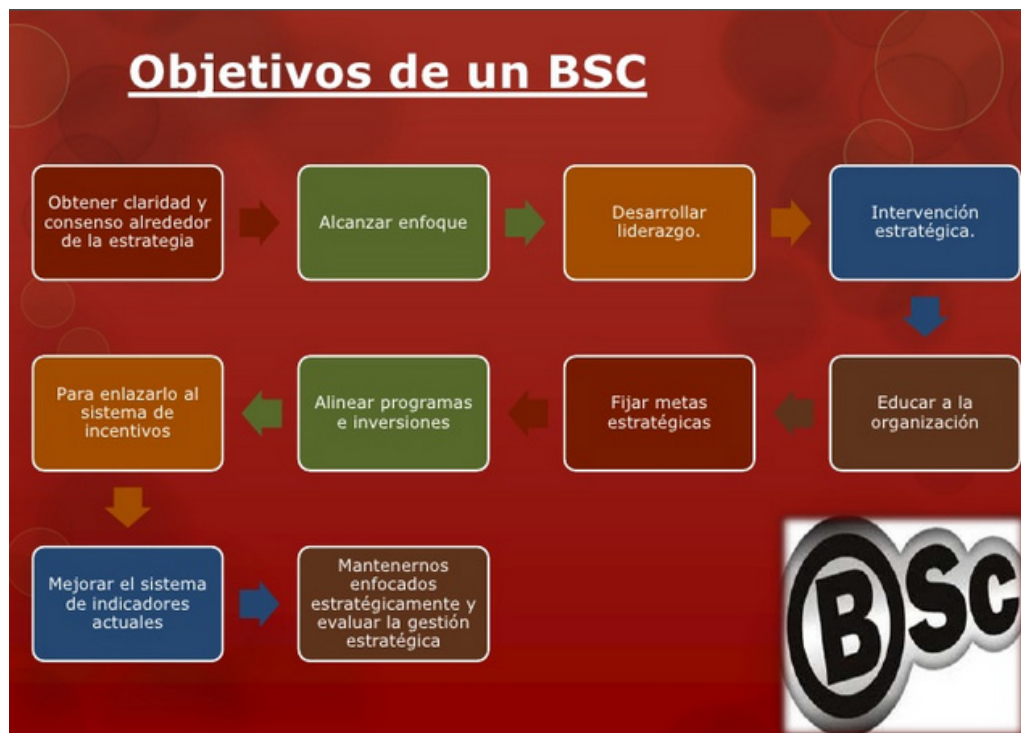 Objetivos de un BSC
Obtener claridad y
consenso alrededor
de la estrategia
Alcanzar enfoque
Desarrollar
liderazgo.
Intervención
estratégica.
Educar a la
organización
Fijar metas
estratégicas
Alinear programas
e inversiones
Para enlazarlo al
sistema de
incentivos
Mejorar el sistema
de indicadores
actuales
Mantenernos
enfocados
estratégicamente y
evaluar la gestión
estratégica
BSC